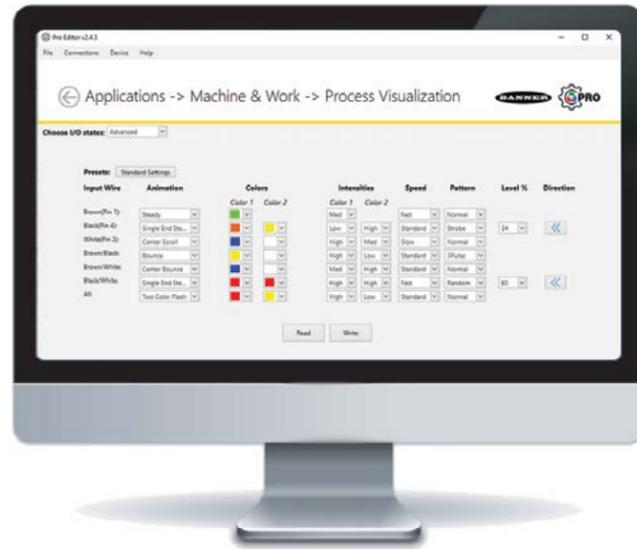 Pro Editor v2.4.3
File Connections Device Help
Applications -> Machine & Work -> Process Visualization BANNER PRO
Choose I/O states: Advanced
Presets: Standard Settings
Input Wire Animation Colors Intensities Speed Pattern Level % Direction
Color 1 Color 2 Color 1 Color 2
Brown(Pin 1): Steady Med Fast Normal
Black(Pin 4): Single End Ste... Low High Standard Strobe 34
White(Pin 2): Center Scroll High Med Slow Normal
Brown/Black: Bounce High Low Standard 3Pulse
Brown/White: Center Bounce Med High Standard Normal
Black/White: Single End Ste... High High Fast Random 60
All: Two Color Flash High Low Standard Normal
Read Write